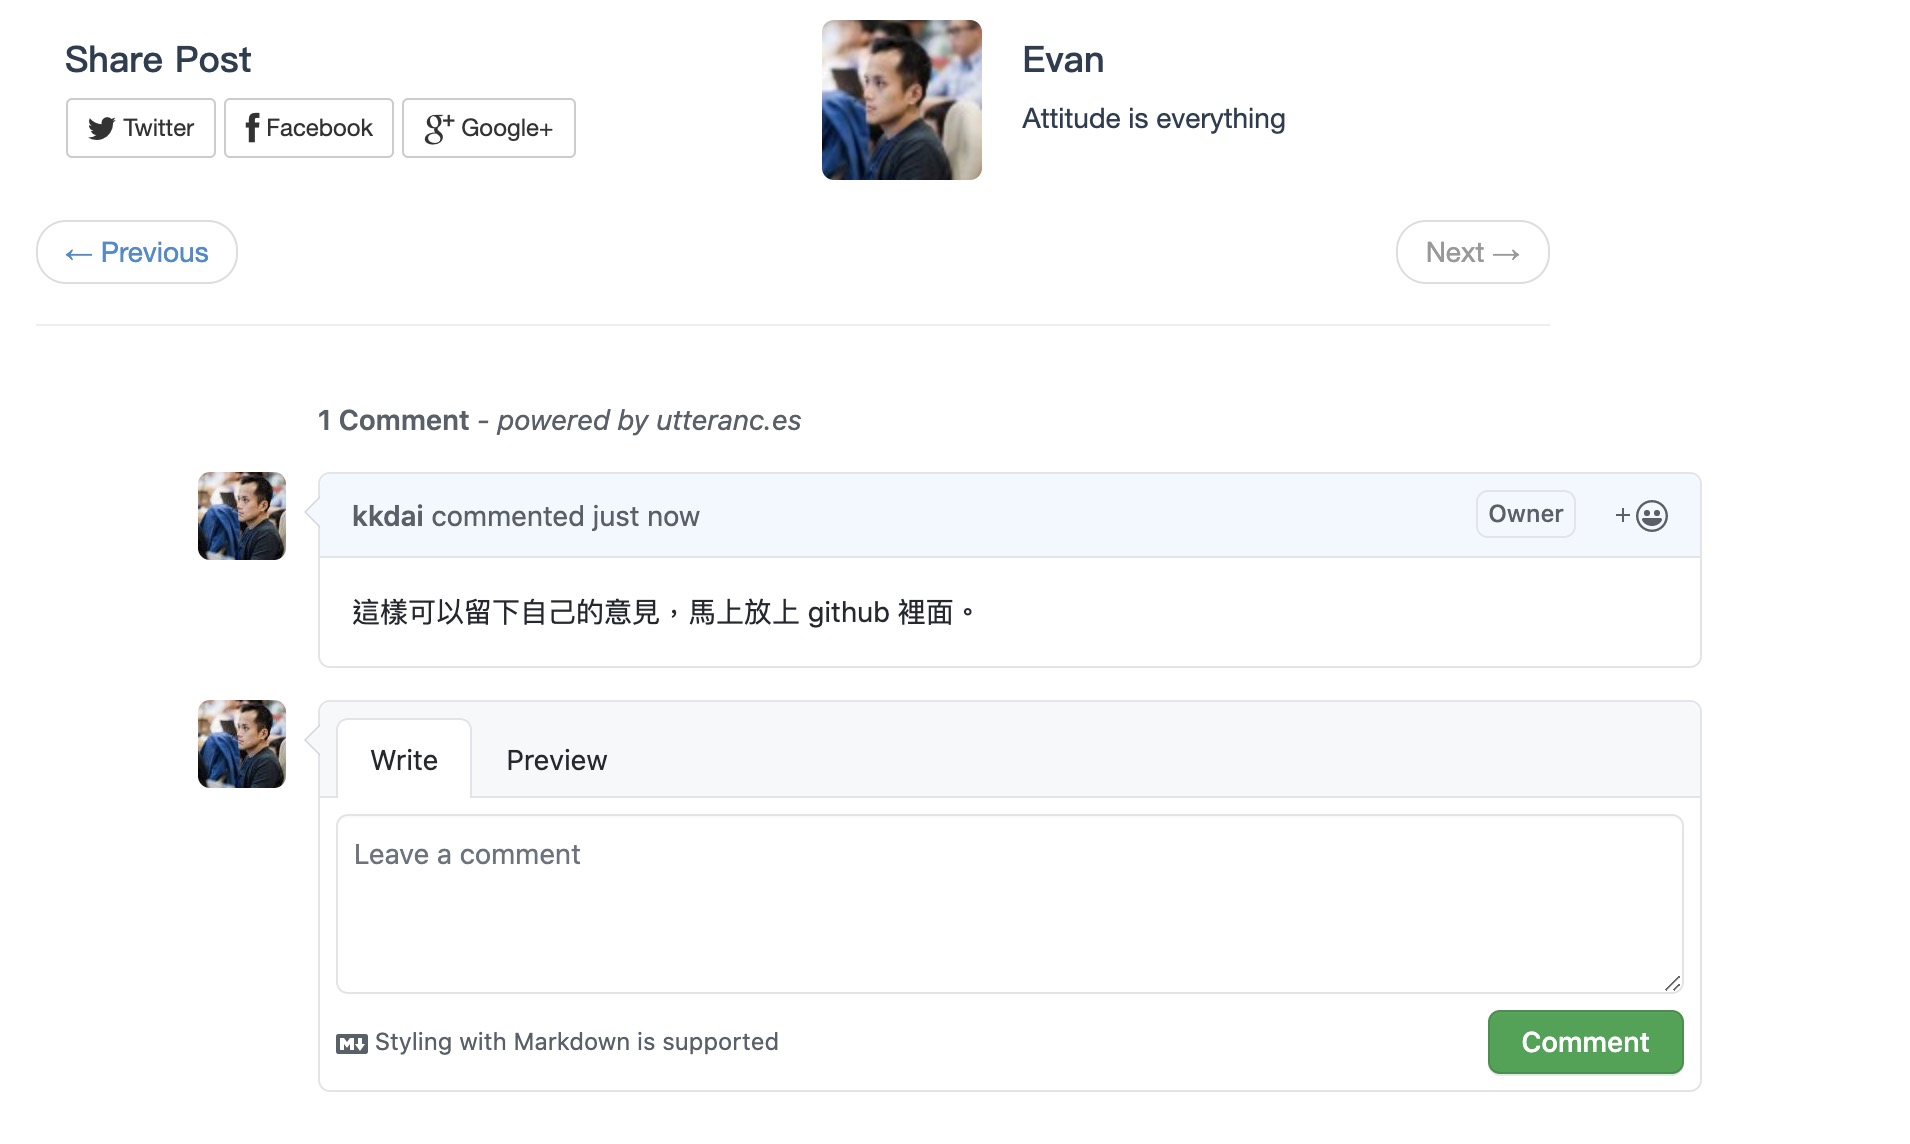 Share Post
Twitter
Facebook
Google+
Evan
Attitude is everything
← Previous
Next →
1 Comment - powered by utteranc.es
kkdai commented just now
Owner
+
這樣可以留下自己的意見，馬上放上 github 裡面。
Write
Preview
Leave a comment
Styling with Markdown is supported
Comment